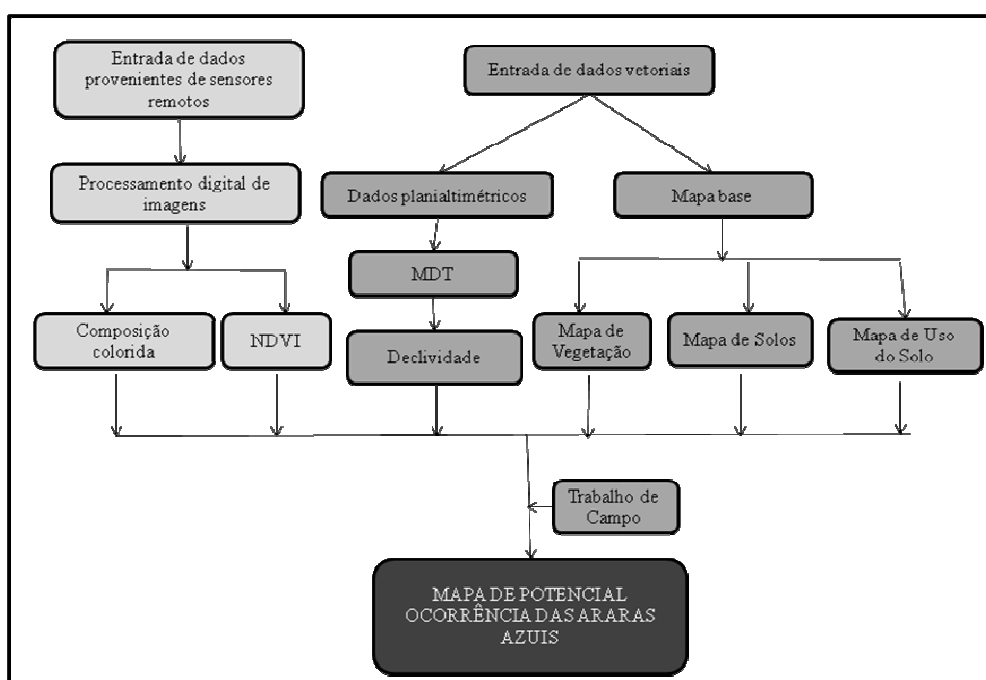 Entrada de dados
provenientes de sensores
remotos
Entrada de dados vetoriais
Processamento digital de
imagens
Dados planialtimétricos
Mapa base
MDT
Composição
colorida
NDVI
Declividade
Mapa de
Vegetação
Mapa de Solos
Mapa de Uso
do Solo
Trabalho de
Campo
MAPA DE POTENCIAL
OCORRÊNCIA DAS ARARAS
AZUIS